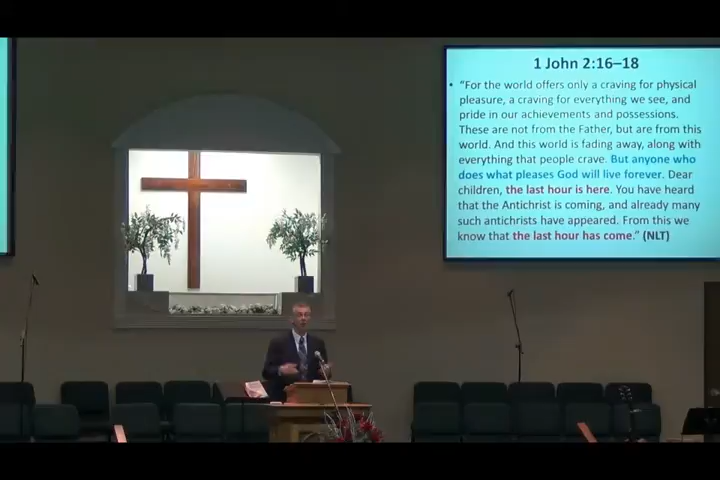 1 John 2:16–18
• “For the world offers only a craving for physical
pleasure, a craving for everything we see, and
pride in our achievements and possessions.
These are not from the Father, but are from this
world. And this world is fading away, along with
everything that people crave. But anyone who
does what pleases God will live forever. Dear
children, the last hour is here. You have heard
that the Antichrist is coming, and already many
such antichrists have appeared. From this we
know that the last hour has come.” (NLT)